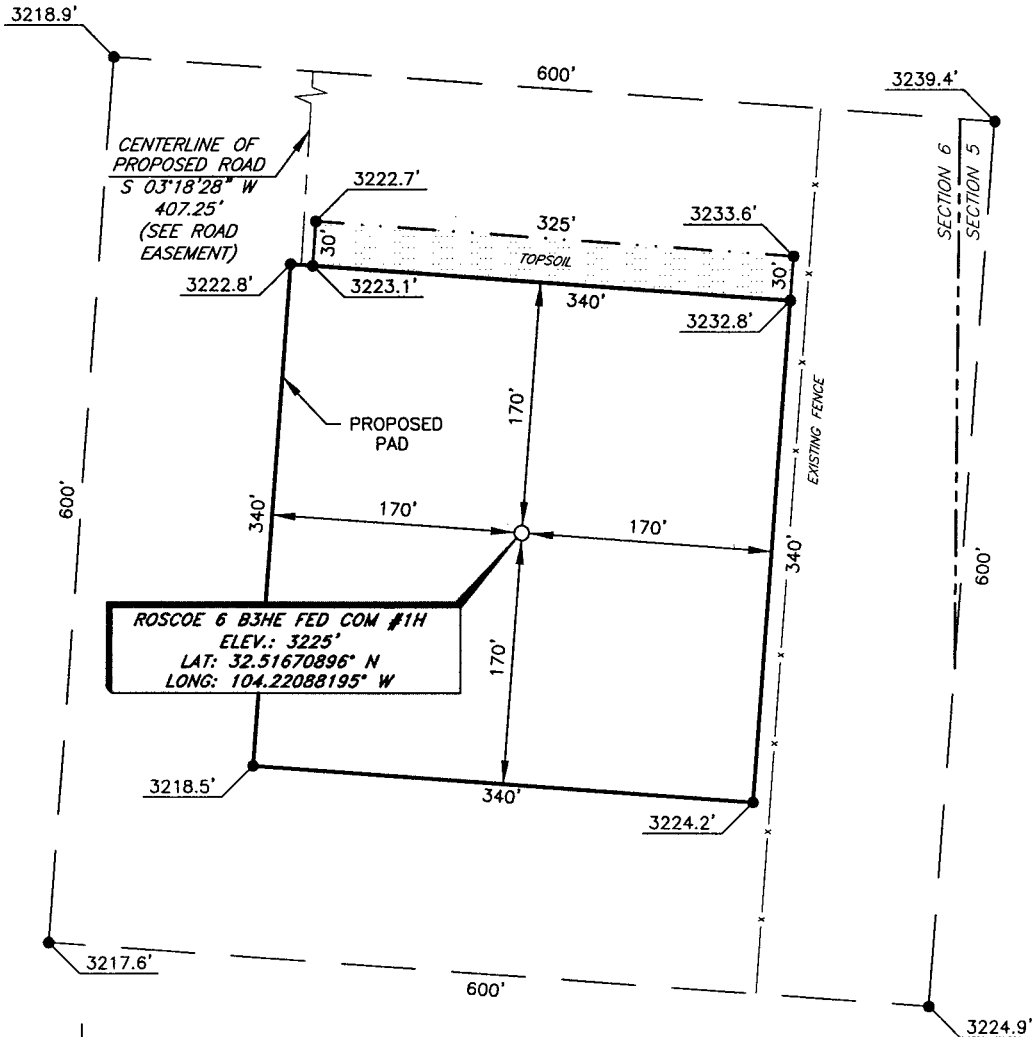 3218.9'
600'
3239.4'
CENTERLINE OF
PROPOSED ROAD
S 03°18'28" W
407.25'
(SEE ROAD
EASEMENT)
SECTION 6
SECTION 5
3222.7'
325'
3233.6'
30'
TOPSOIL
30'
3222.8'
3223.1'
340'
3232.8'
170'
PROPOSED
PAD
EXISTING FENCE
600'
340'
170'
170'
340'
600'
ROSCOE 6 B3HE FED COM #1H
ELEV.: 3225'
LAT: 32.51670896° N
LONG: 104.22088195° W
170'
3218.5'
340'
3224.2'
3217.6'
600'
3224.9'